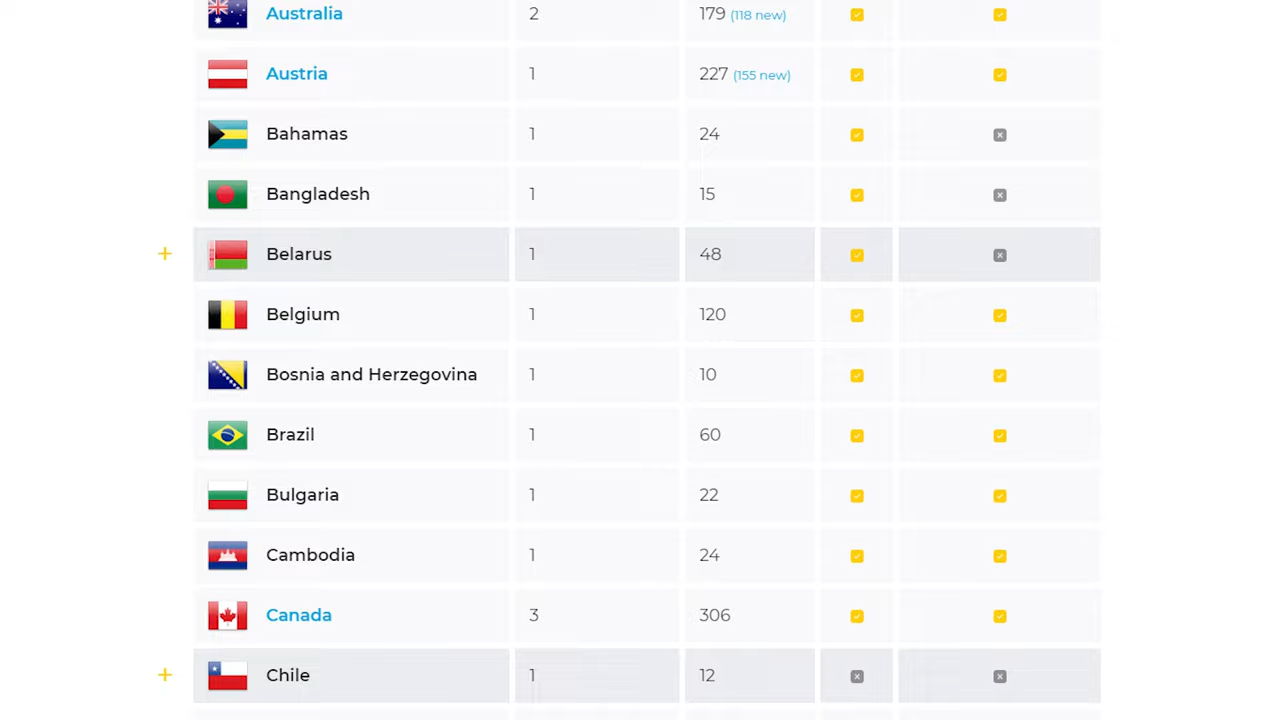 Australia 2 179 (118 new)
Austria 1 227 (155 new)
Bahamas 1 24
Bangladesh 1 15
+ Belarus 1 48
Belgium 1 120
Bosnia and Herzegovina 1 10
Brazil 1 60
Bulgaria 1 22
Cambodia 1 24
Canada 3 306
+ Chile 1 12